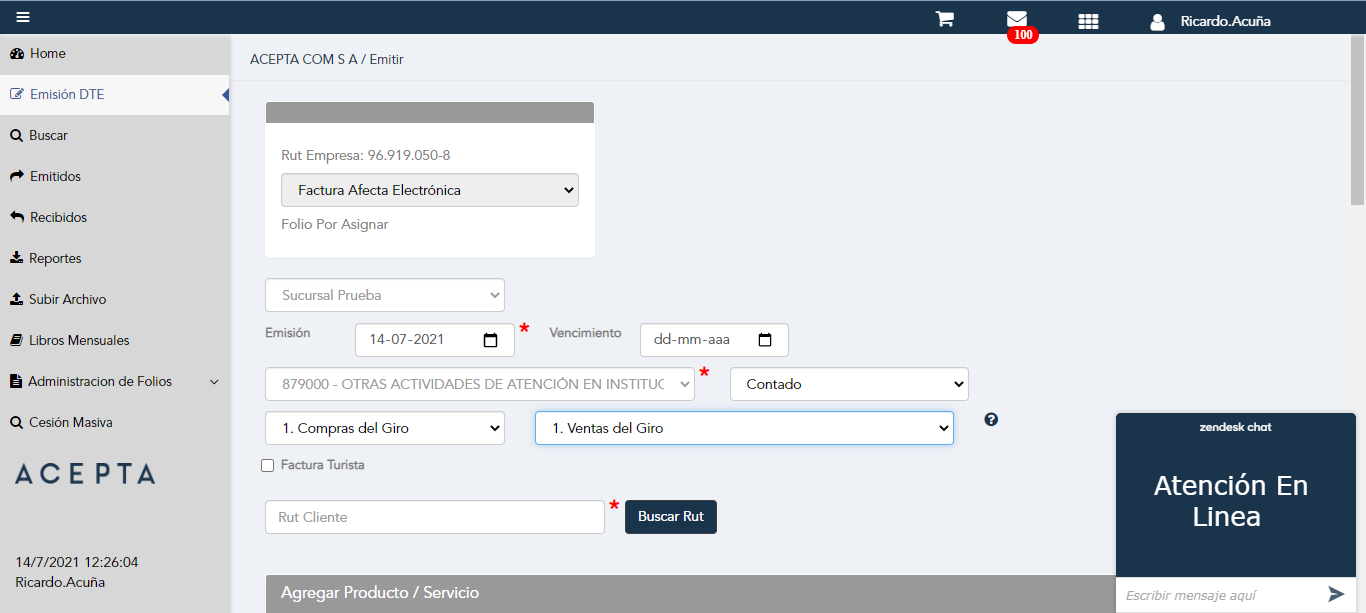 100
Ricardo.Acuña
Home
Emisión DTE
Buscar
Emitidos
Recibidos
Reportes
Subir Archivo
Libros Mensuales
Administracion de Folios
Cesión Masiva
ACEPTA
14/7/2021 12:26:04
Ricardo.Acuña
ACEPTA COM S A / Emitir
Rut Empresa: 96.919.050-8
Factura Afecta Electrónica
Folio Por Asignar
Sucursal Prueba
Emisión 14-07-2021 * Vencimiento dd-mm-aaa
879000 - OTRAS ACTIVIDADES DE ATENCIÓN EN INSTITUC * Contado
1. Compras del Giro 1. Ventas del Giro ?
Factura Turista
Rut Cliente * Buscar Rut
Agregar Producto / Servicio
zendesk chat
Atención En
Linea
Escribir mensaje aquí